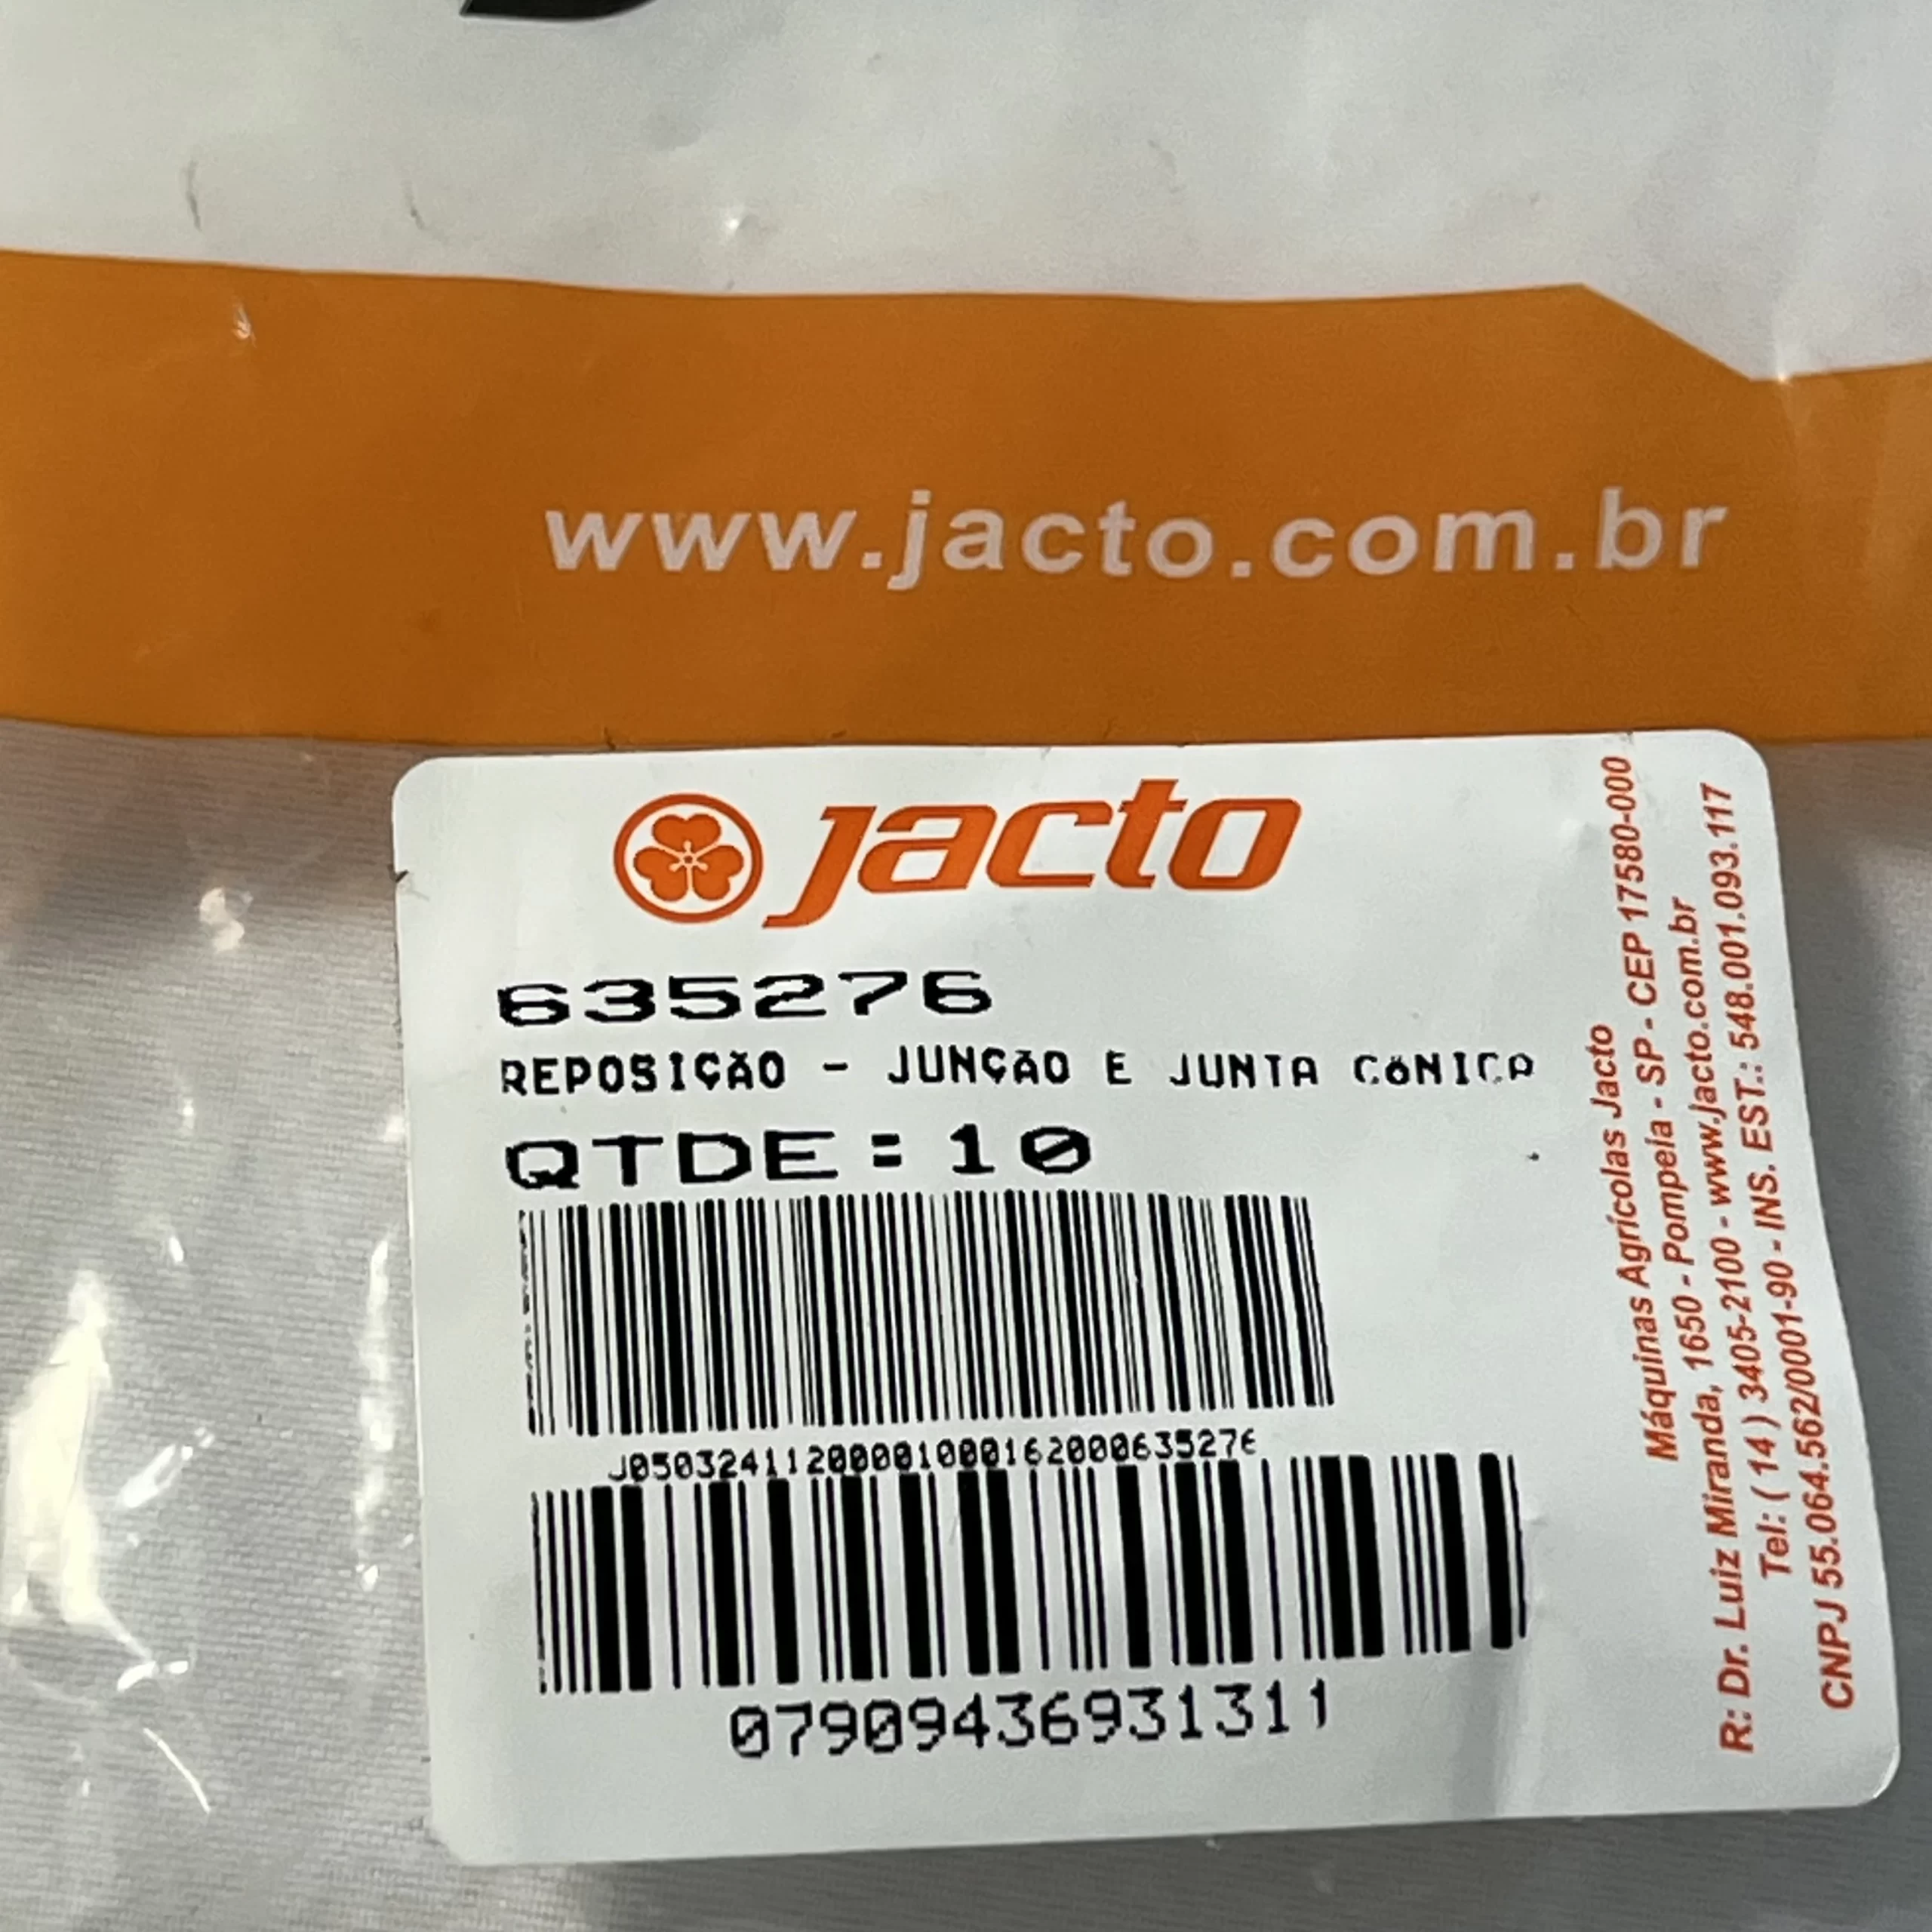 www.jacto.com.br
jacto
635276
REPOSIÇÃO - JUNÇÃO E JUNTA CÔNICA
QTDE:10
J05032411200001000162000635276
07909436931311
Máquinas Agrícolas Jacto
R: Dr. Luiz Miranda, 1650 - Pompeia - SP - CEP 17580-000
Tel: ( 14 ) 3405-2100 - www.jacto.com.br
CNPJ 55.064.562/0001-90 - INS. EST.: 548.001.093.117